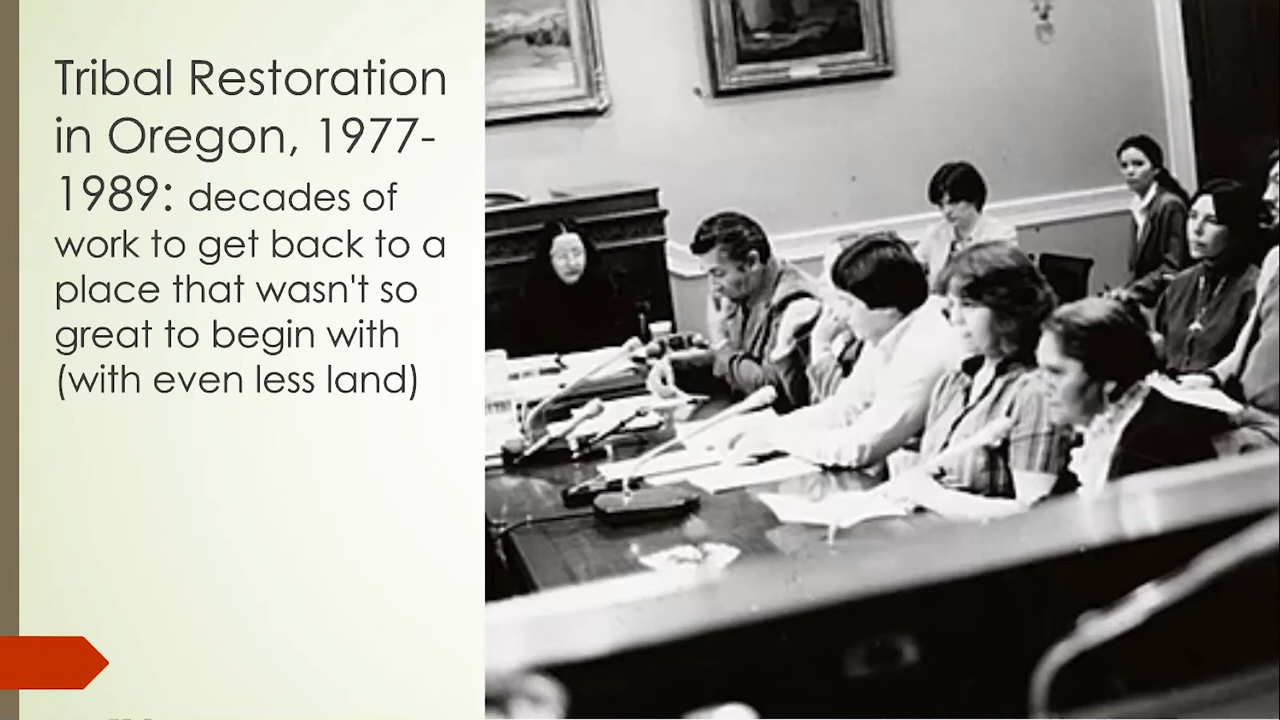 Tribal Restoration
in Oregon, 1977-
1989: decades of
work to get back to a
place that wasn't so
great to begin with
(with even less land)